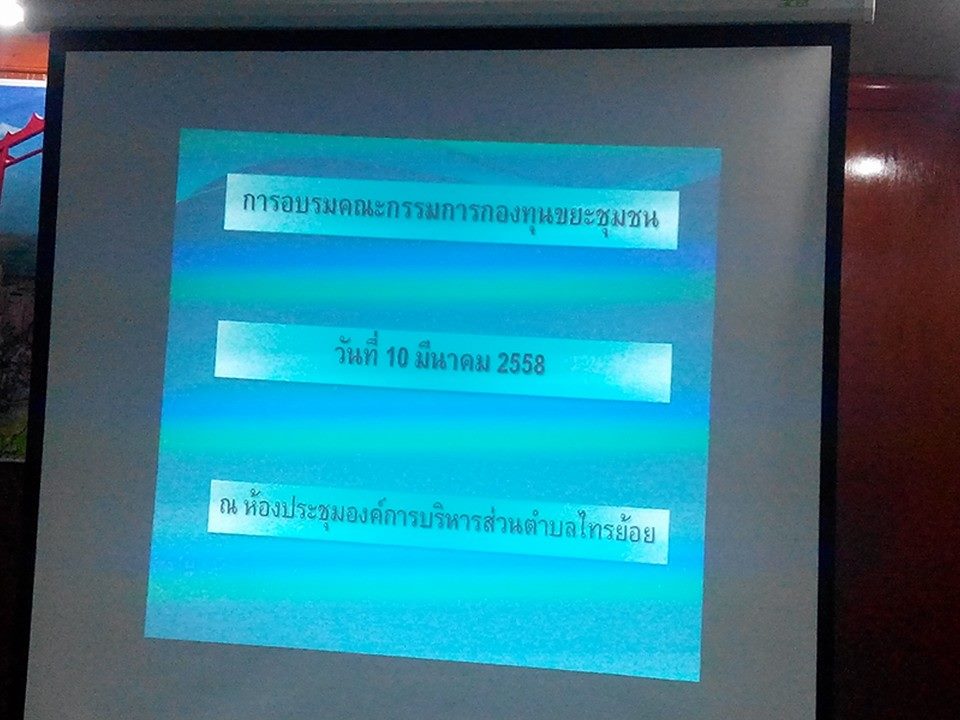 การอบรมคณะกรรมการกองทุนขยะชุมชน
วันที่ 10 มีนาคม 2558
ณ ห้องประชุมองค์การบริหารส่วนตำบลไทรย้อย